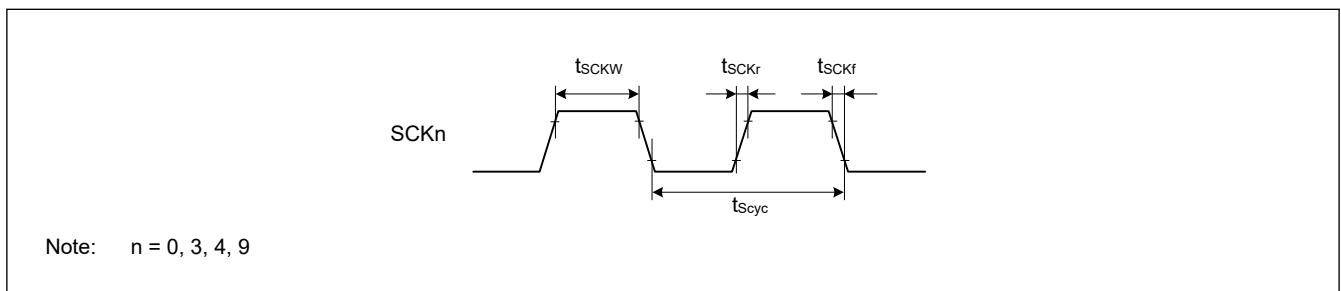 tSCKW tSCKr tSCKf
SCKn
tScyc
Note: n = 0, 3, 4, 9